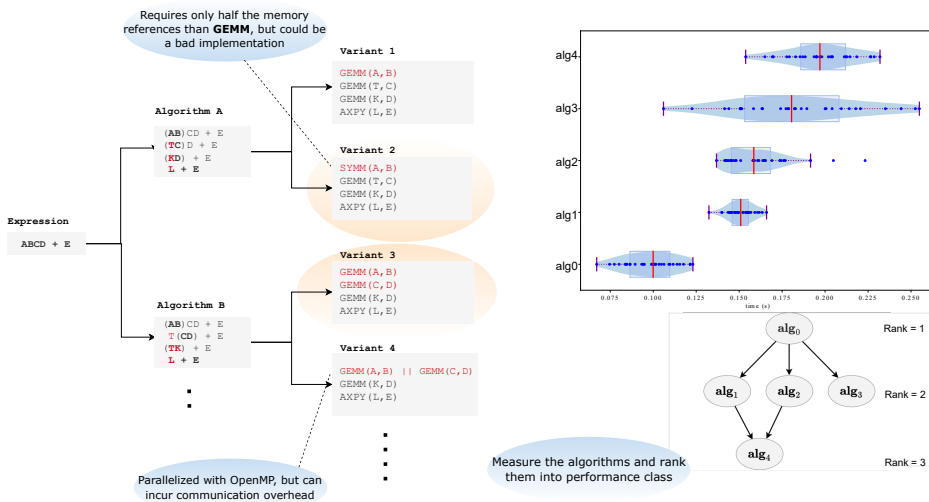 Requires only half the memory
references than GEMM, but could be
a bad implementation
Expression
ABCD + E
Algorithm A
(AB)CD + E
(TC)D + E
(KD) + E
L + E
Algorithm B
(AB)CD + E
T(CD) + E
(TK) + E
L + E
Variant 1
GEMM(A,B)
GEMM(T,C)
GEMM(K,D)
AXPY(L,E)
Variant 2
SYMM(A,B)
GEMM(T,C)
GEMM(K,D)
AXPY(L,E)
Variant 3
GEMM(A,B)
GEMM(C,D)
GEMM(K,D)
AXPY(L,E)
Variant 4
GEMM(A,B) || GEMM(C,D)
GEMM(K,D)
AXPY(L,E)
Parallelized with OpenMP, but can
incur communication overhead
Measure the algorithms and rank
them into performance class
alg4
alg3
alg2
alg1
alg0
0.075 0.100 0.125 0.150 0.175 0.200 0.225 0.250
time (s)
alg0 Rank = 1
alg1 alg2 alg3 Rank = 2
alg4 Rank = 3